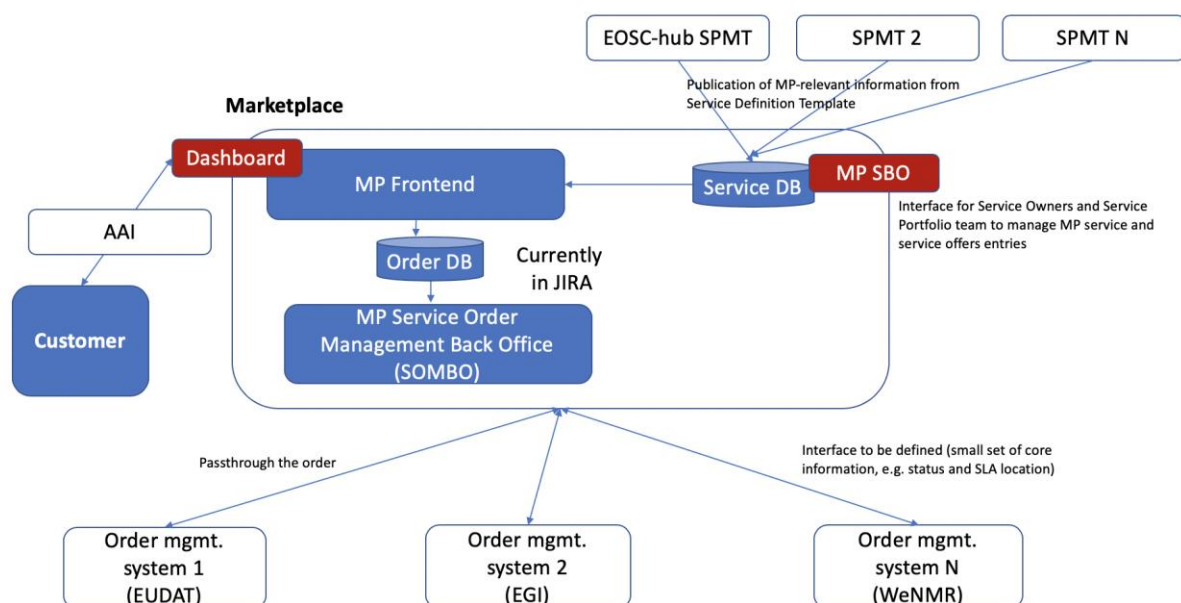 EOSC-hub SPMT
SPMT 2
SPMT N
Publication of MP-relevant information from
Service Definition Template
Marketplace
Dashboard
MP Frontend
Service DB
MP SBO
Interface for Service Owners and Service
Portfolio team to manage MP service and
service offers entries
AAI
Order DB
Currently
in JIRA
Customer
MP Service Order
Management Back Office
(SOMBO)
Passthrough the order
Interface to be defined (small set of core
information, e.g. status and SLA location)
Order mgmt.
system 1
(EUDAT)
Order mgmt.
system 2
(EGI)
Order mgmt.
system N
(WeNMR)